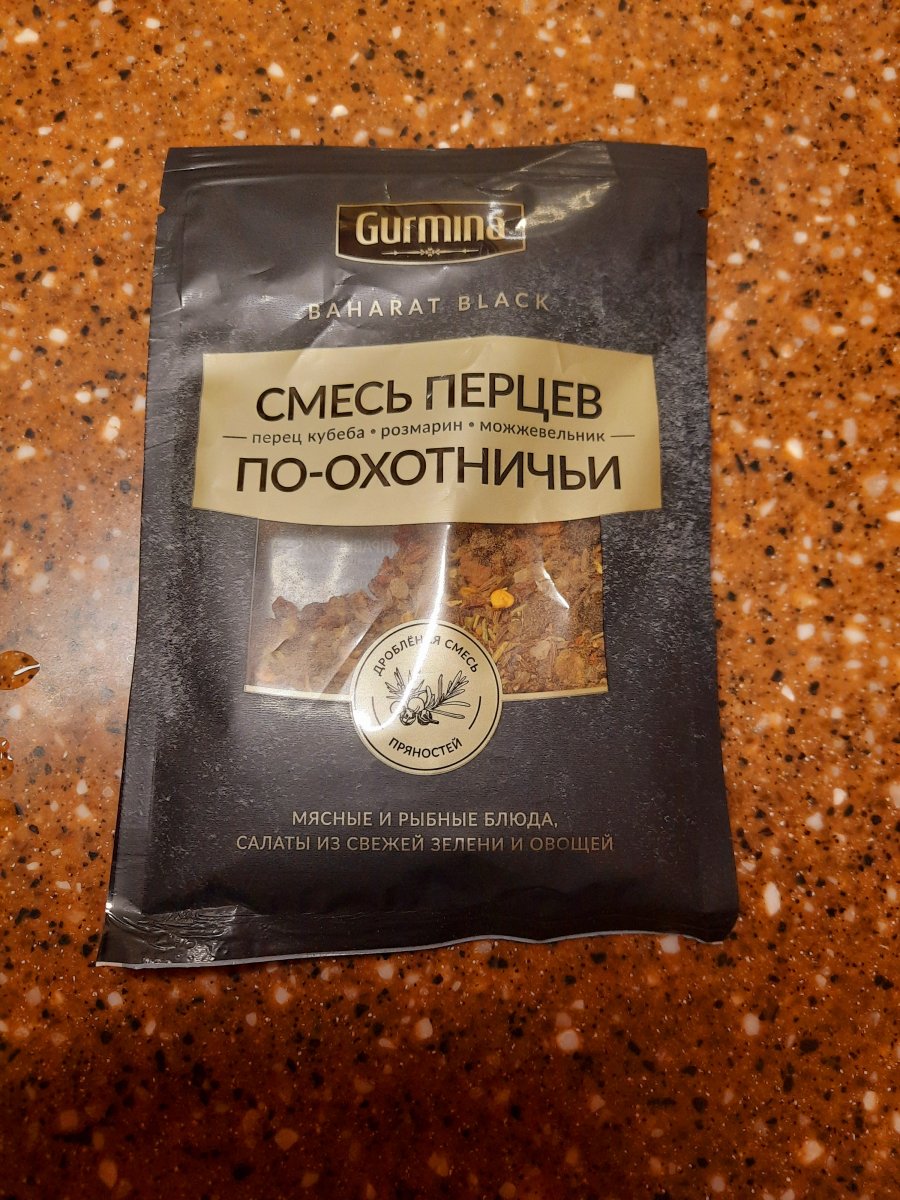 Gurmina
BAHARAT BLACK
СМЕСЬ ПЕРЦЕВ
перец кубеба • розмарин • можжевельник
ПО-ОХОТНИЧЬИ
ДРОБЛЁНАЯ СМЕСЬ
ПРЯНОСТЕЙ
МЯСНЫЕ И РЫБНЫЕ БЛЮДА,
САЛАТЫ ИЗ СВЕЖЕЙ ЗЕЛЕНИ И ОВОЩЕЙ